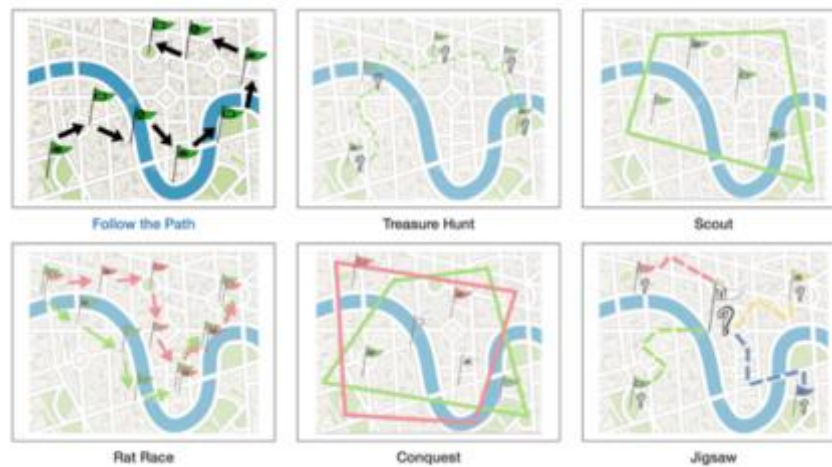 Follow the Path
Treasure Hunt
Scout
Rat Race
Conquest
Jigsaw